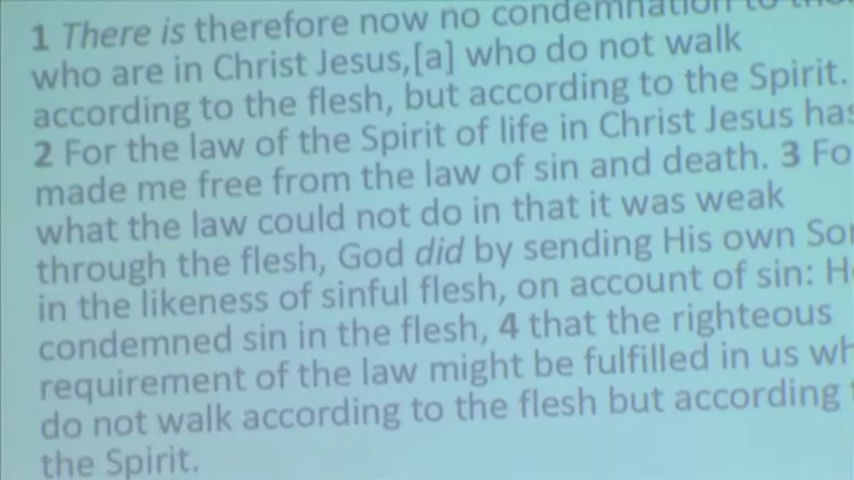 1 There is therefore now no condemnation to
who are in Christ Jesus,[a] who do not walk
according to the flesh, but according to the Spirit.
2 For the law of the Spirit of life in Christ Jesus has
made me free from the law of sin and death. 3 Fo
what the law could not do in that it was weak
through the flesh, God did by sending His own Son
in the likeness of sinful flesh, on account of sin: He
condemned sin in the flesh, 4 that the righteous
requirement of the law might be fulfilled in us wh
do not walk according to the flesh but according
the Spirit.